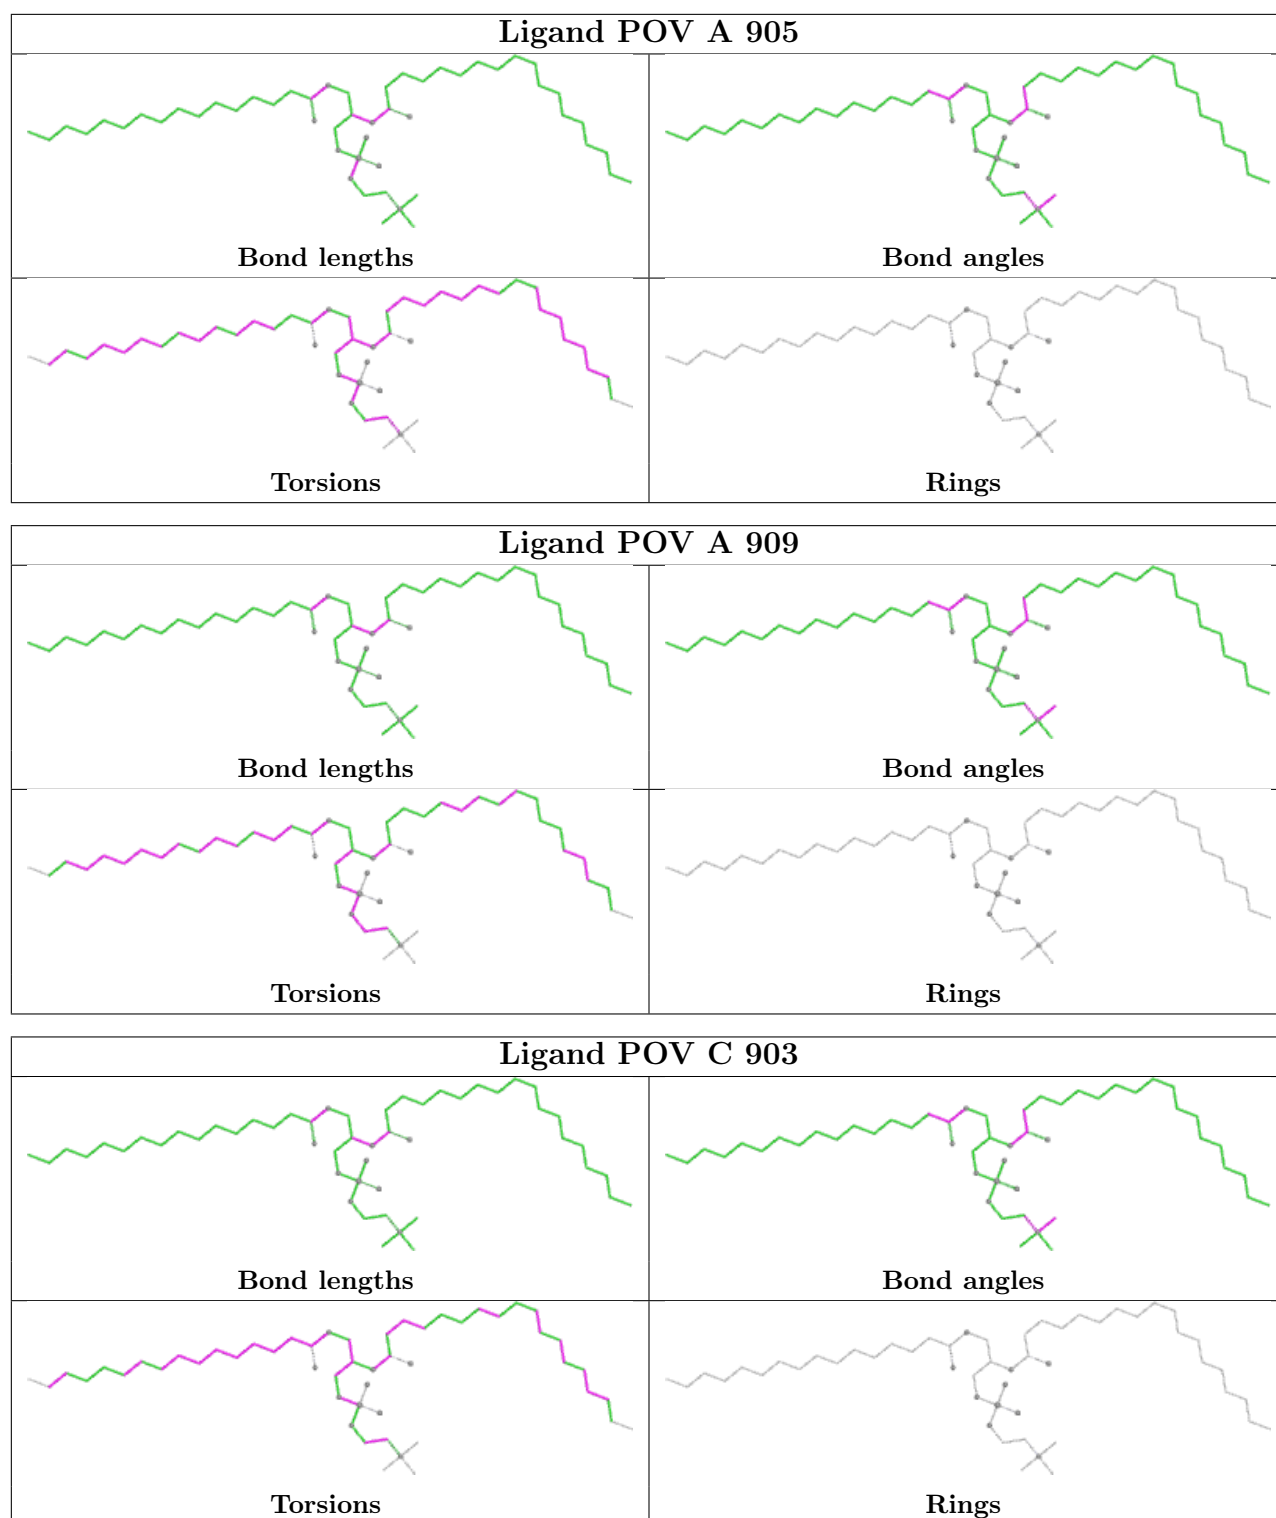 Ligand POV A 905
Bond lengths
Bond angles
Torsions
Rings
Ligand POV A 909
Bond lengths
Bond angles
Torsions
Rings
Ligand POV C 903
Bond lengths
Bond angles
Torsions
Rings